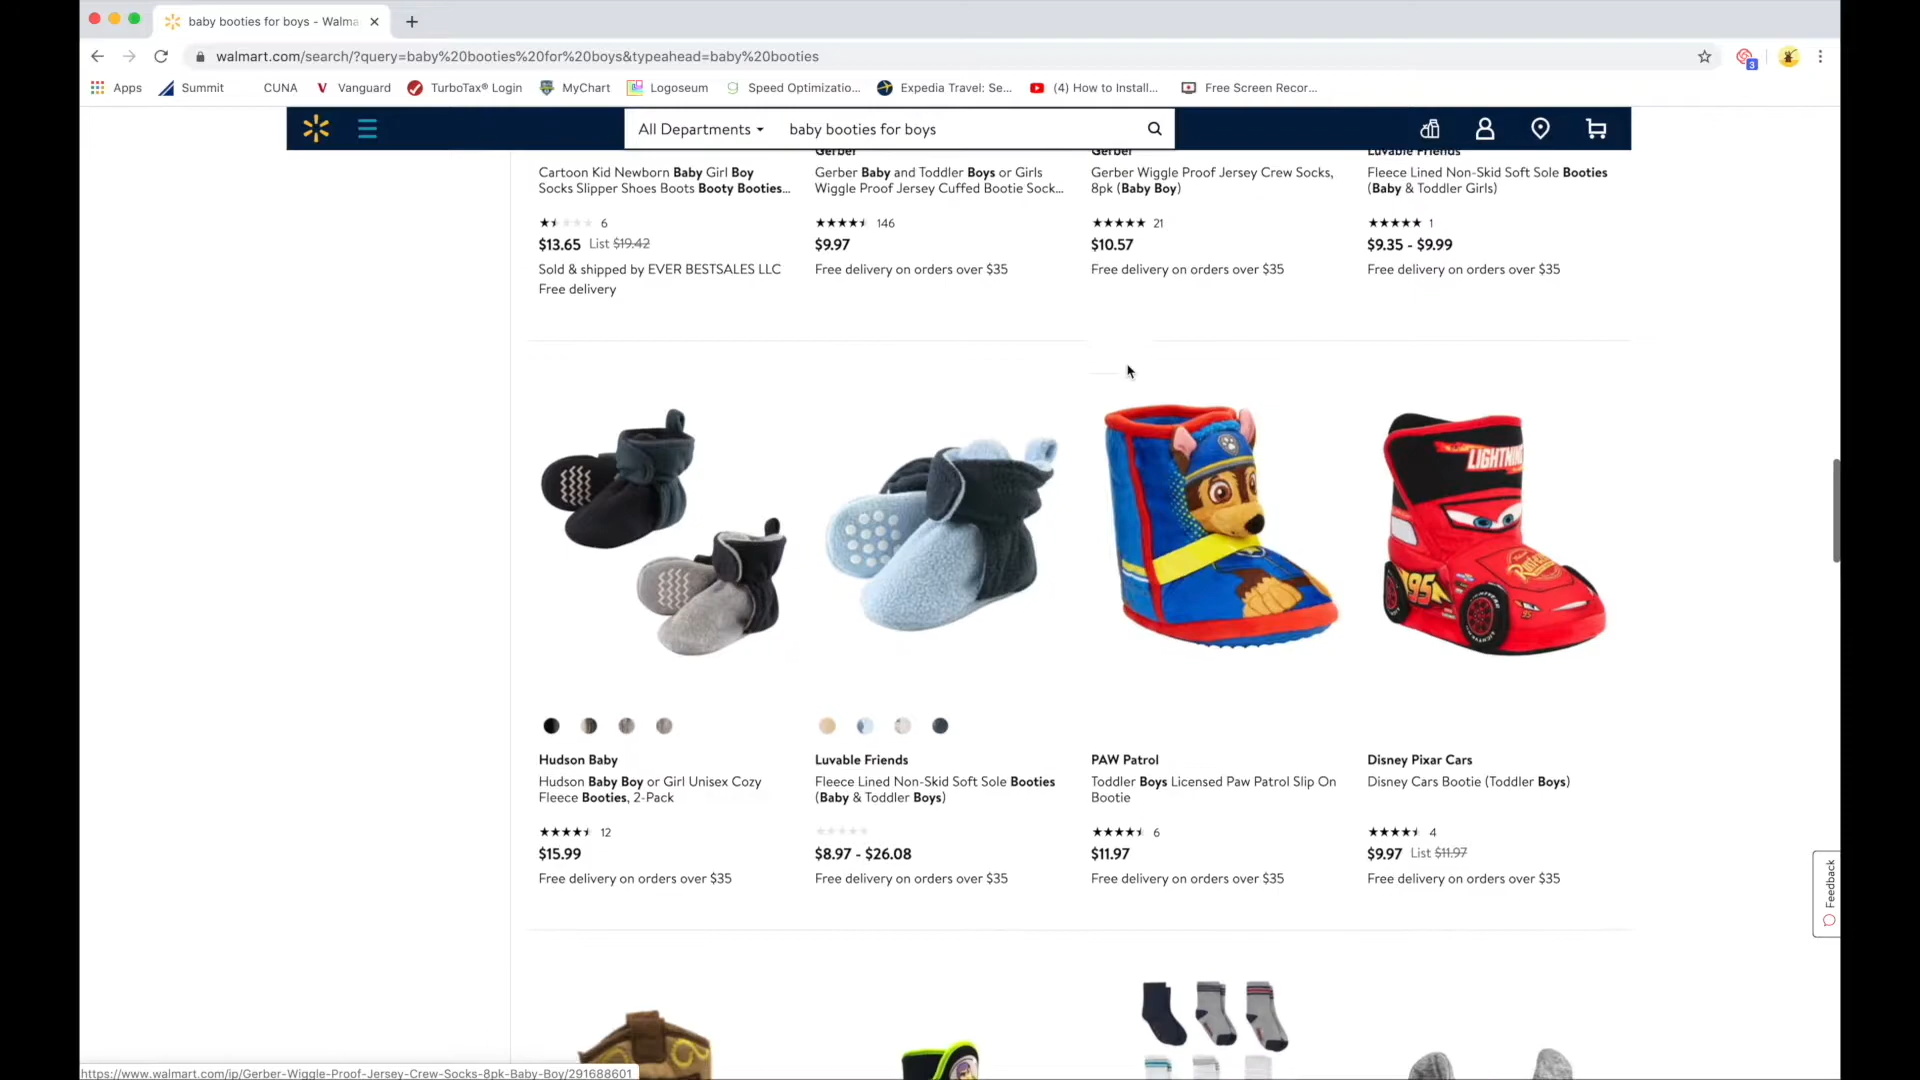 baby booties for boys - Walma
walmart.com/search/?query=baby%20booties%20for%20boys&typeahead=baby%20booties
3
Apps
Summit
CUNA
Vanguard
TurboTax® Login
MyChart
Logoseum
Speed Optimizatio...
Expedia Travel: Se...
(4) How to Install...
Free Screen Recor...
All Departments
baby booties for boys
Gerber
Gerber
Luvable Friends
Cartoon Kid Newborn Baby Girl Boy
Socks Slipper Shoes Boots Booty Booties...
6
$13.65 List $19.42
Sold & shipped by EVER BESTSALES LLC
Free delivery
Gerber Baby and Toddler Boys or Girls
Wiggle Proof Jersey Cuffed Bootie Sock...
146
$9.97
Free delivery on orders over $35
Gerber Wiggle Proof Jersey Crew Socks,
8pk (Baby Boy)
21
$10.57
Free delivery on orders over $35
Fleece Lined Non-Skid Soft Sole Booties
(Baby & Toddler Girls)
1
$9.35 - $9.99
Free delivery on orders over $35
LIGHTNING
95
Hudson Baby
Hudson Baby Boy or Girl Unisex Cozy
Fleece Booties, 2-Pack
12
$15.99
Free delivery on orders over $35
Luvable Friends
Fleece Lined Non-Skid Soft Sole Booties
(Baby & Toddler Boys)
$8.97 - $26.08
Free delivery on orders over $35
PAW Patrol
Toddler Boys Licensed Paw Patrol Slip On
Bootie
6
$11.97
Free delivery on orders over $35
Disney Pixar Cars
Disney Cars Bootie (Toddler Boys)
4
$9.97 List $11.97
Free delivery on orders over $35
Feedback
https://www.walmart.com/ip/Gerber-Wiggle-Proof-Jersey-Crew-Socks-8pk-Baby-Boy/291688601